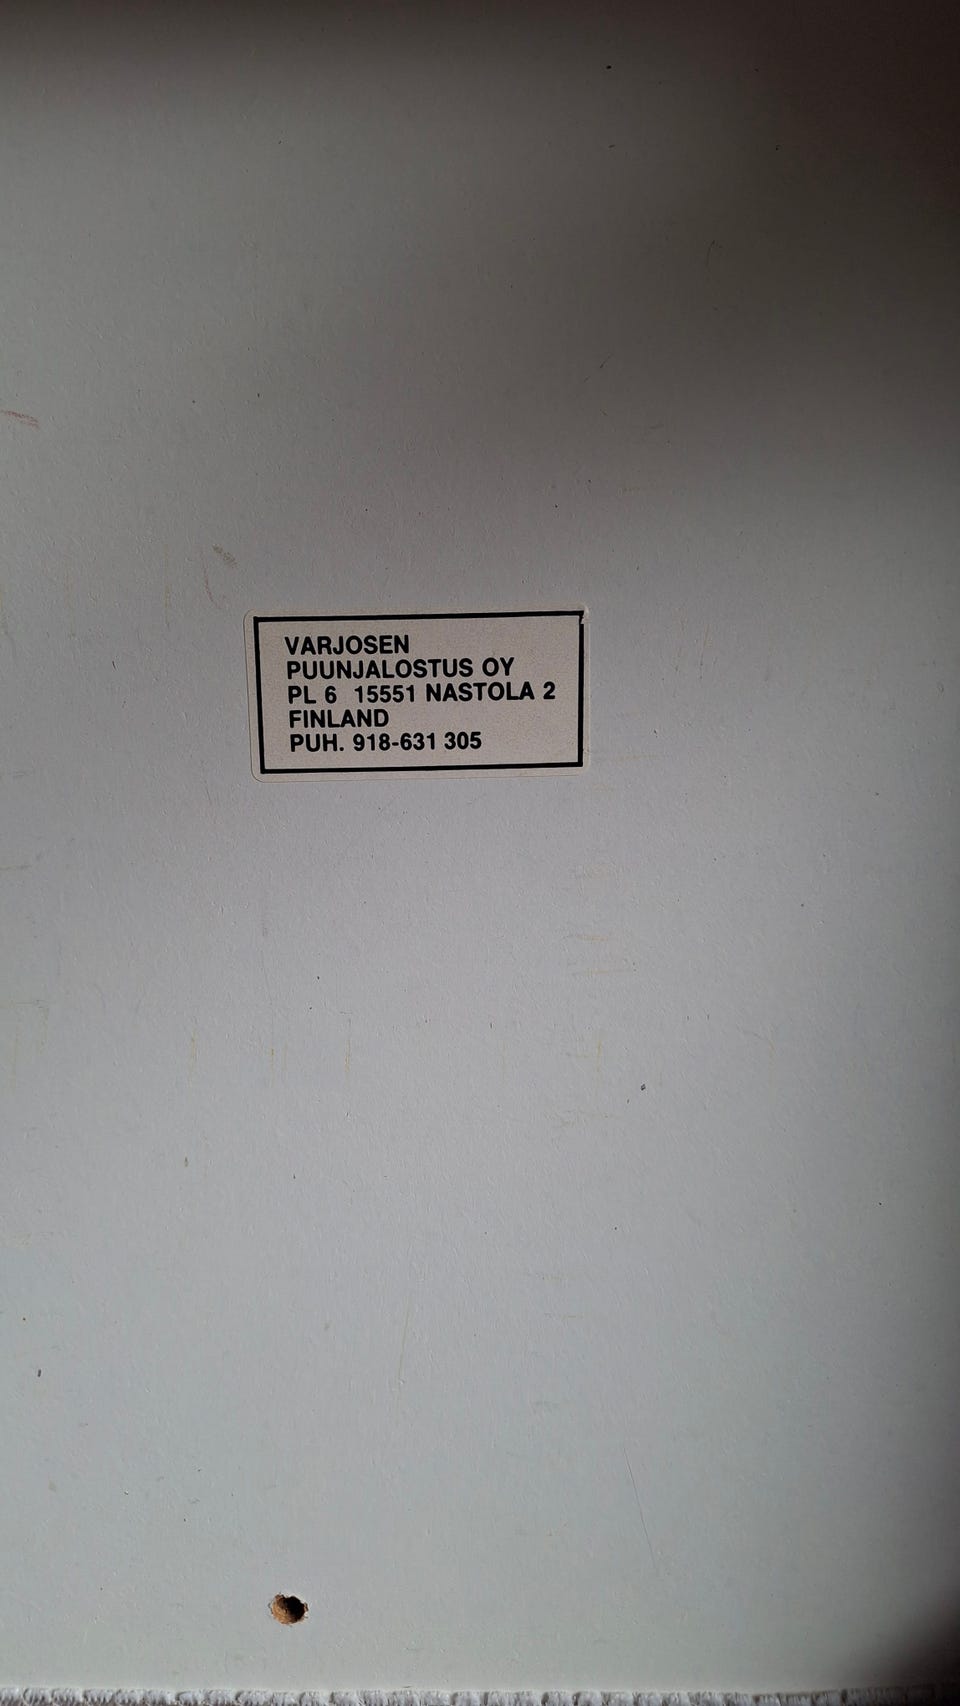 VARJOSEN
PUUNJALOSTUS OY
PL 6 15551 NASTOLA 2
FINLAND
PUH. 918-631 305